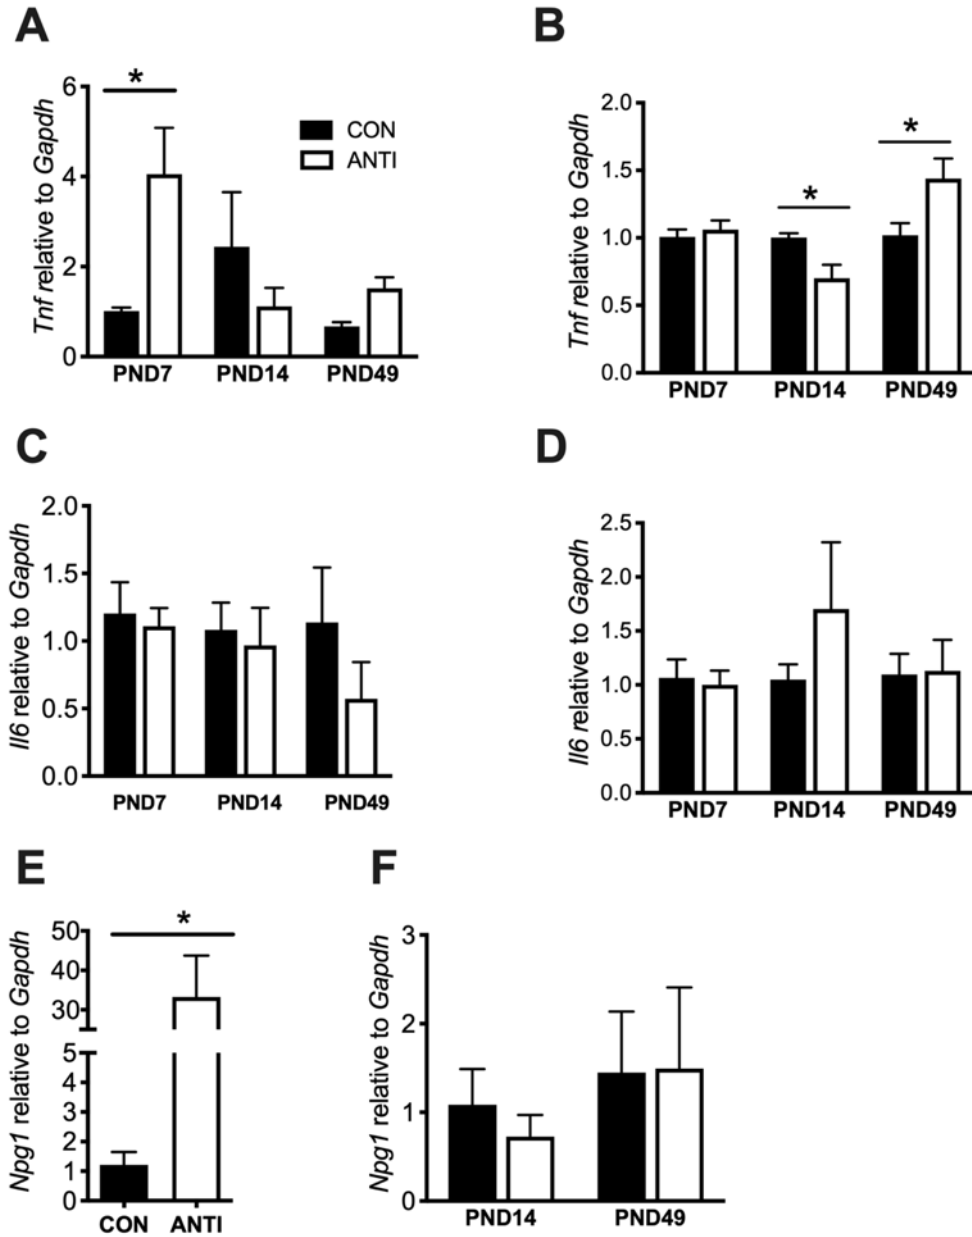 A
Tnf relative to Gapdh
6
4
2
0
*
CON
ANTI
PND7 PND14 PND49
B
Tnf relative to Gapdh
2.0
1.5
1.0
0.5
0.0
*
*
PND7 PND14 PND49
C
Il6 relative to Gapdh
2.0
1.5
1.0
0.5
0.0
PND7 PND14 PND49
D
Il6 relative to Gapdh
2.5
2.0
1.5
1.0
0.5
0.0
PND7 PND14 PND49
E
Npg1 relative to Gapdh
50
40
30
5
4
3
2
1
0
*
CON ANTI
F
Npg1 relative to Gapdh
3
2
1
0
PND14 PND49